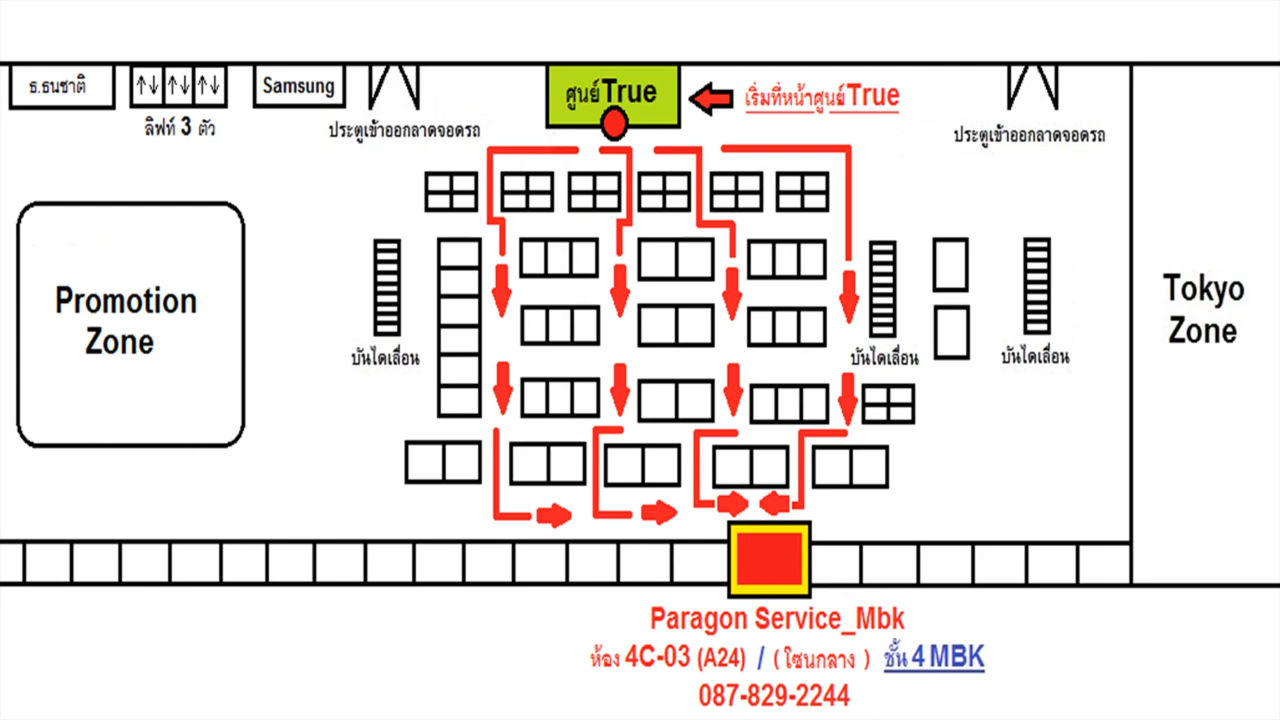 ธ.ธนชาติ
ลิฟท์ 3 ตัว
Samsung
ประตูเข้าออกลาดจอดรถ
ศูนย์ True
เริ่มที่หน้าศูนย์ True
ประตูเข้าออกลาดจอดรถ
Promotion
Zone
บันไดเลื่อน
บันไดเลื่อน
บันไดเลื่อน
Tokyo
Zone
Paragon Service_Mbk
ห้อง 4C-03 (A24) / ( โซนกลาง ) ชั้น 4 MBK
087-829-2244